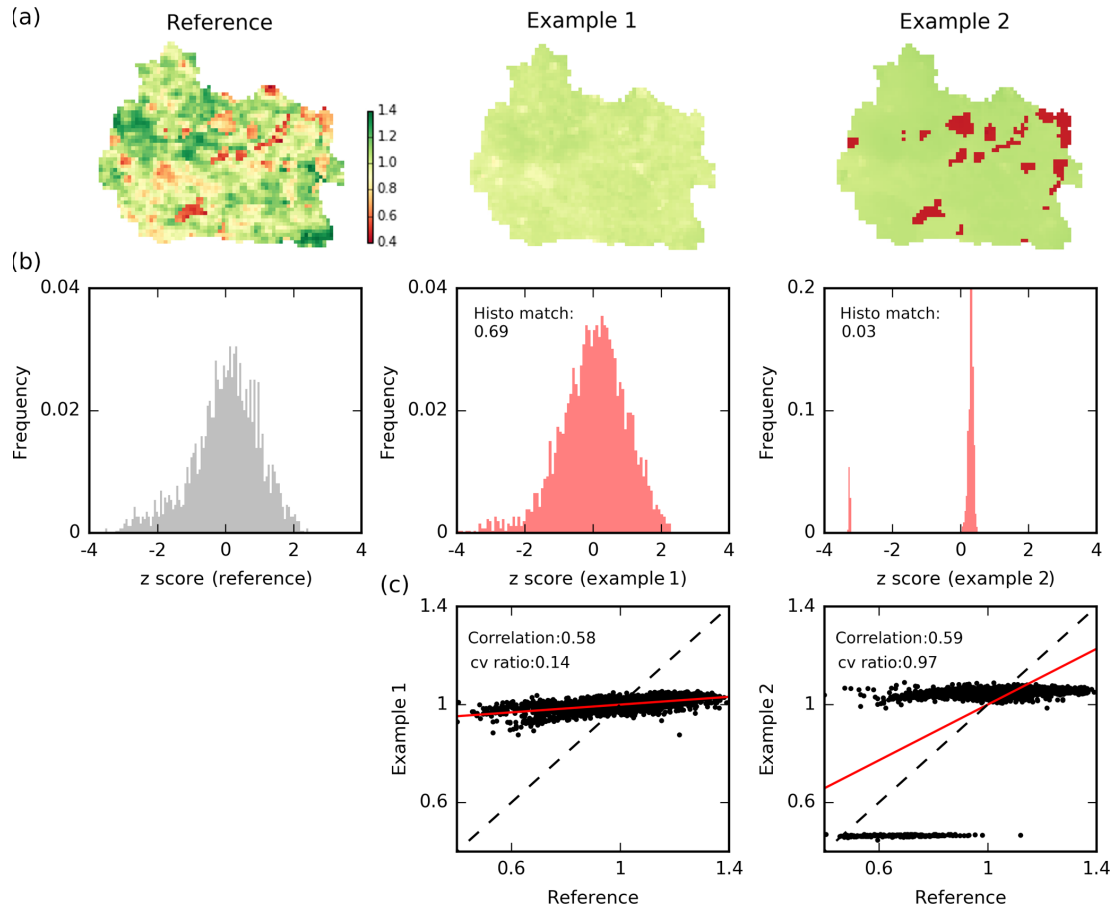 (a)
Reference
Example 1
Example 2
1.4
1.2
1.0
0.8
0.6
0.4
(b)
0.04
0.02
0
Frequency
-4
-2
0
2
4
z score (reference)
0.04
0.02
0
Frequency
Histo match:
0.69
-4
-2
0
2
4
z score (example 1)
0.2
0.1
0
Frequency
Histo match:
0.03
-4
-2
0
2
4
z score (example 2)
(c)
1.4
1
0.6
Example 1
Correlation:0.58
cv ratio:0.14
0.6
1
1.4
Reference
1.4
1
0.6
Example 2
Correlation:0.59
cv ratio:0.97
0.6
1
1.4
Reference